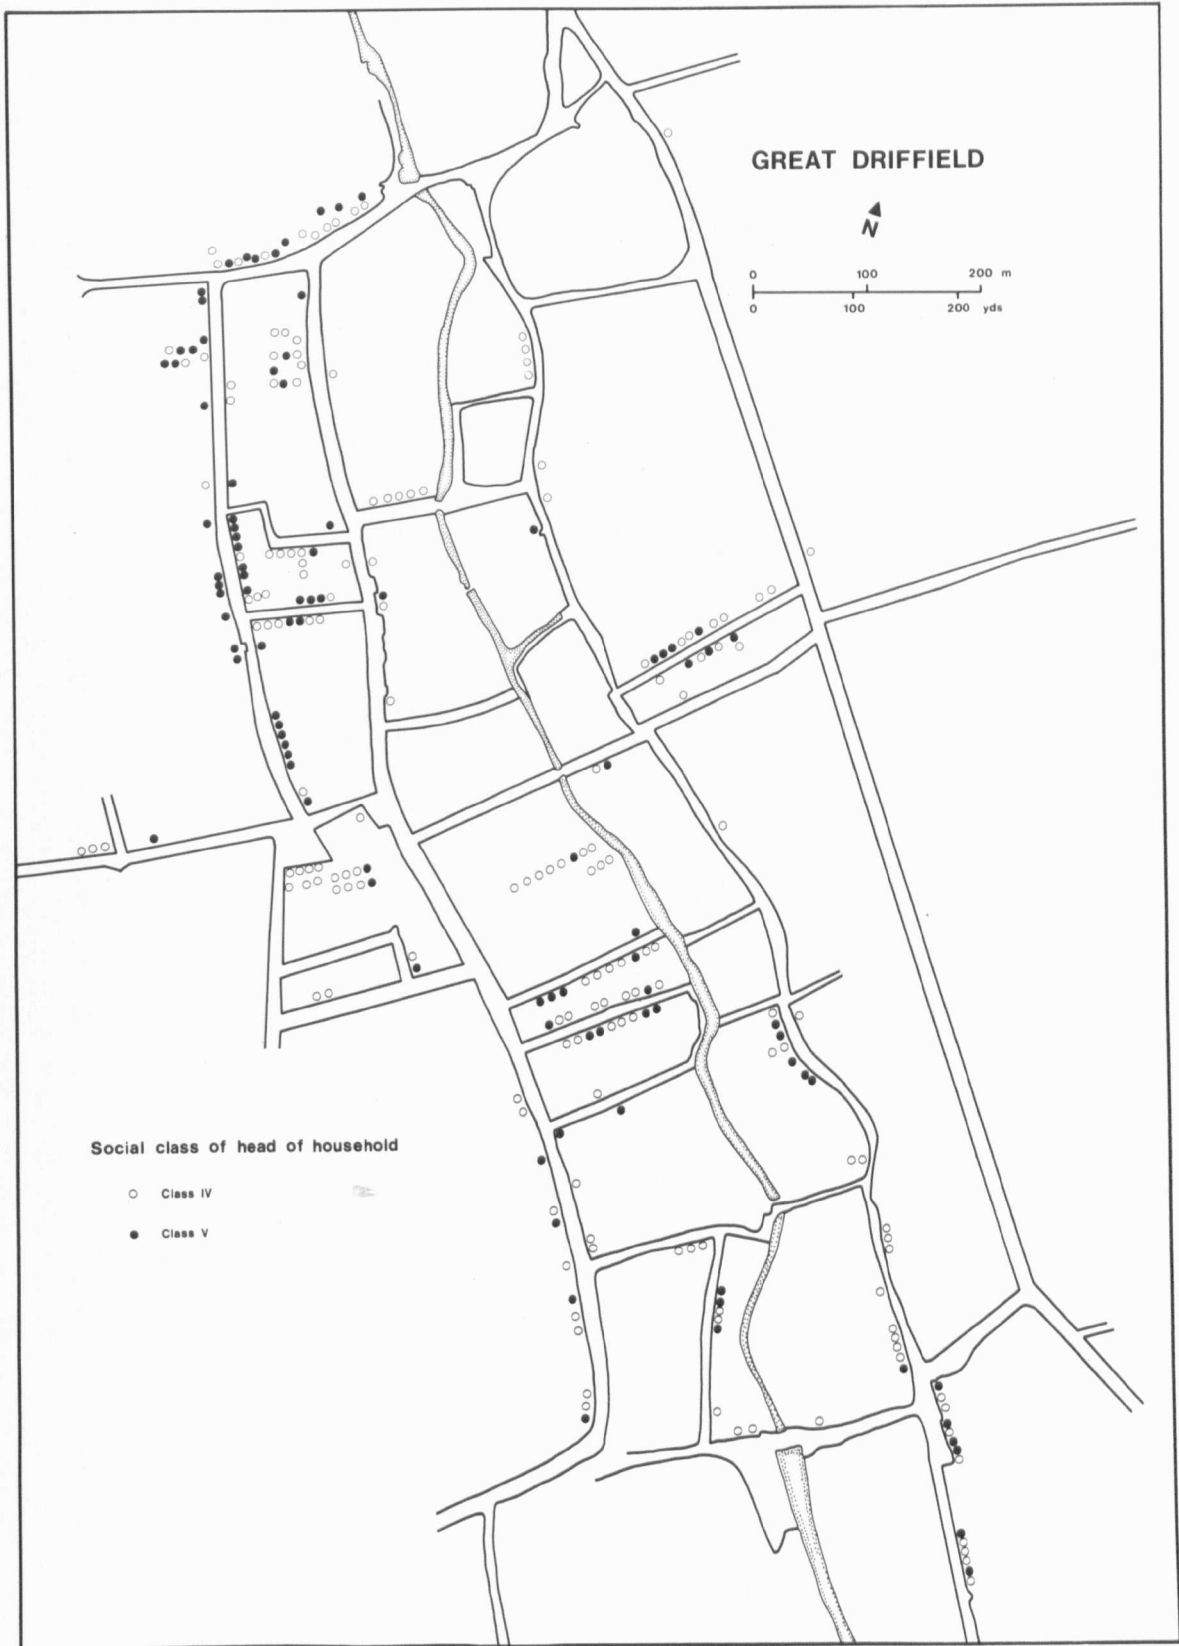 GREAT DRIFFIELD
N
0 100 200 m
0 100 200 yds
Social class of head of household
Class IV
Class V